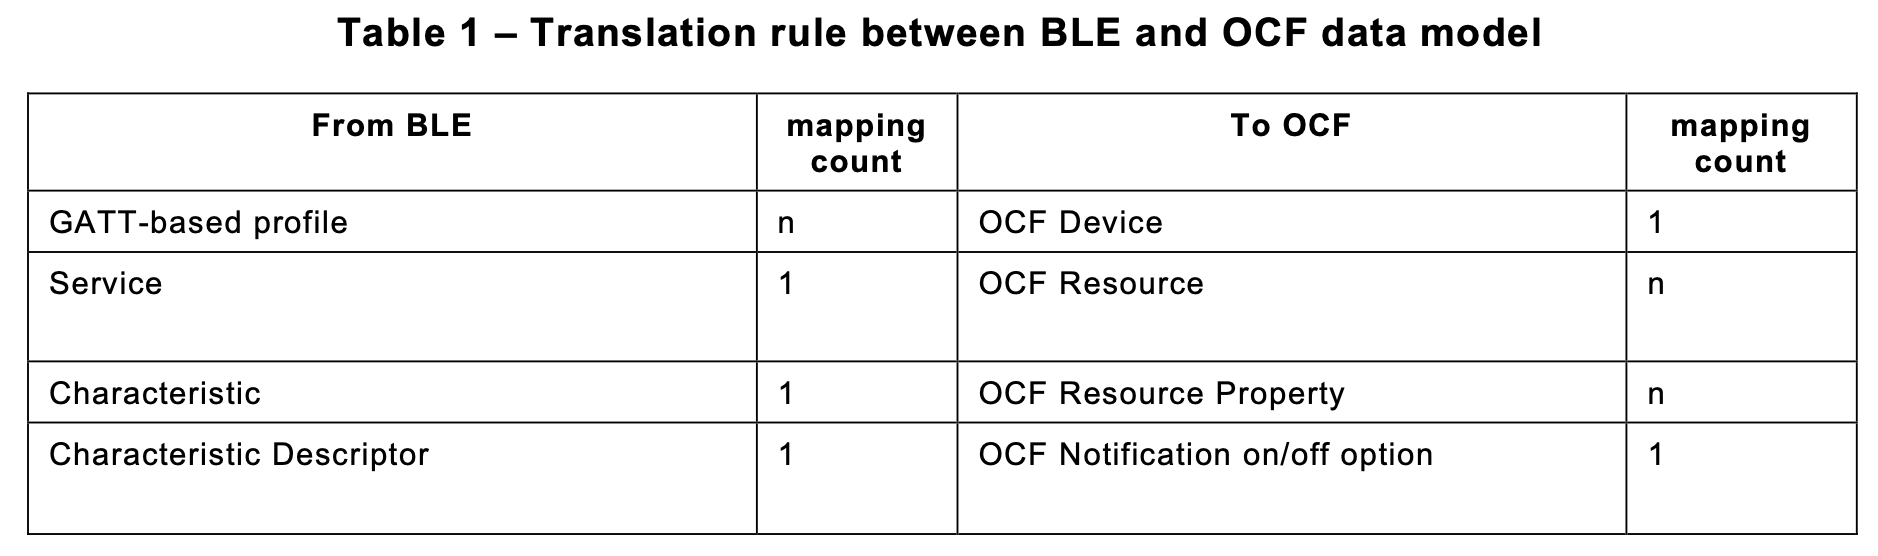 Table 1 – Translation rule between BLE and OCF data model
From BLE mapping count To OCF mapping count
GATT-based profile n OCF Device 1
Service 1 OCF Resource n
Characteristic 1 OCF Resource Property n
Characteristic Descriptor 1 OCF Notification on/off option 1